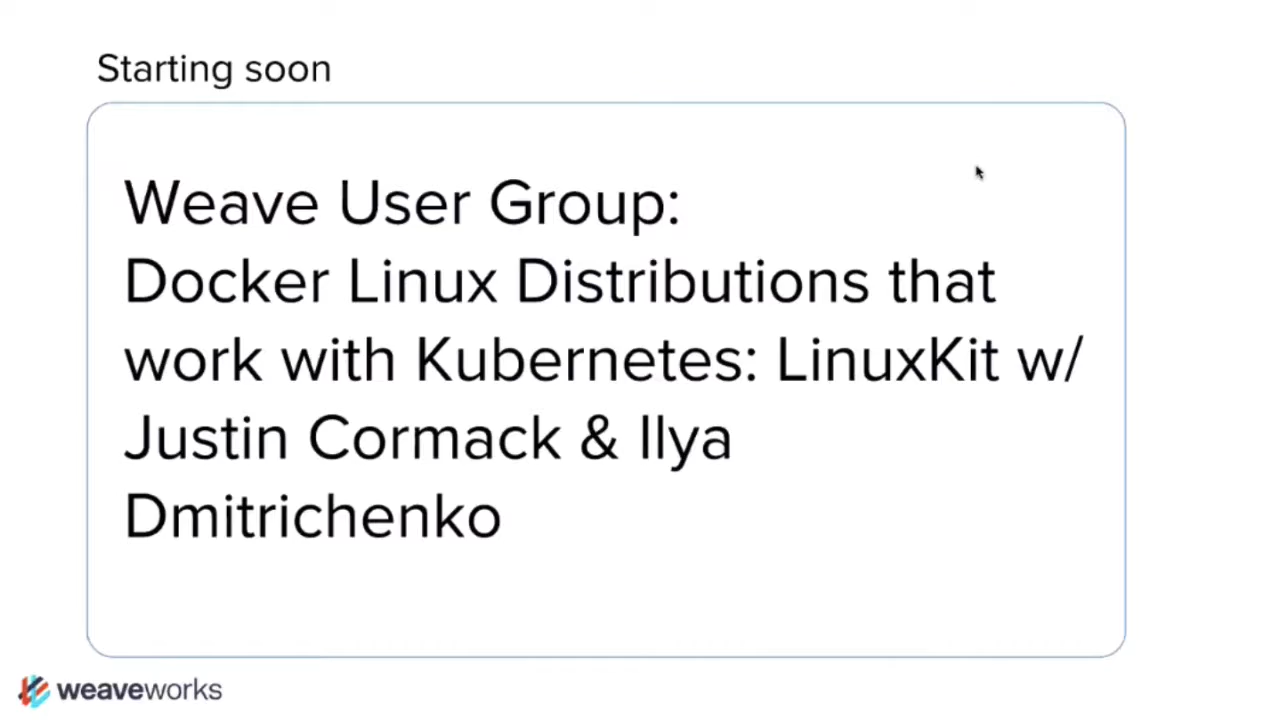 Starting soon
Weave User Group:
Docker Linux Distributions that
work with Kubernetes: LinuxKit w/
Justin Cormack & Ilya
Dmitrichenko
weaveworks